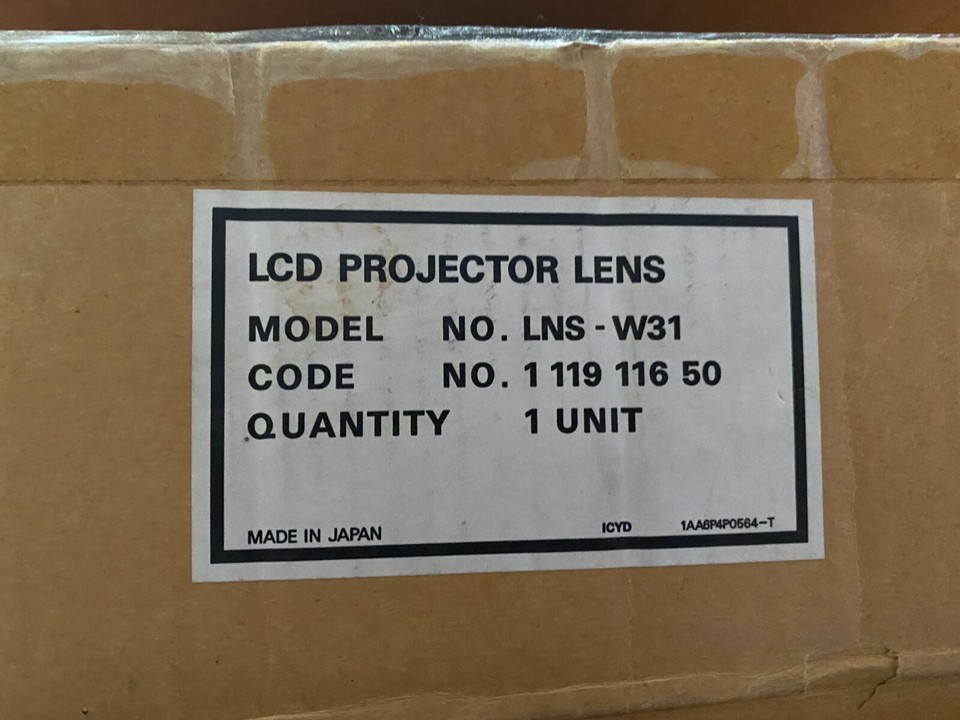 LCD PROJECTOR LENS
MODEL NO. LNS - W31
CODE NO. 1 119 116 50
QUANTITY 1 UNIT
MADE IN JAPAN ICYD 1AA6P4P0564-T